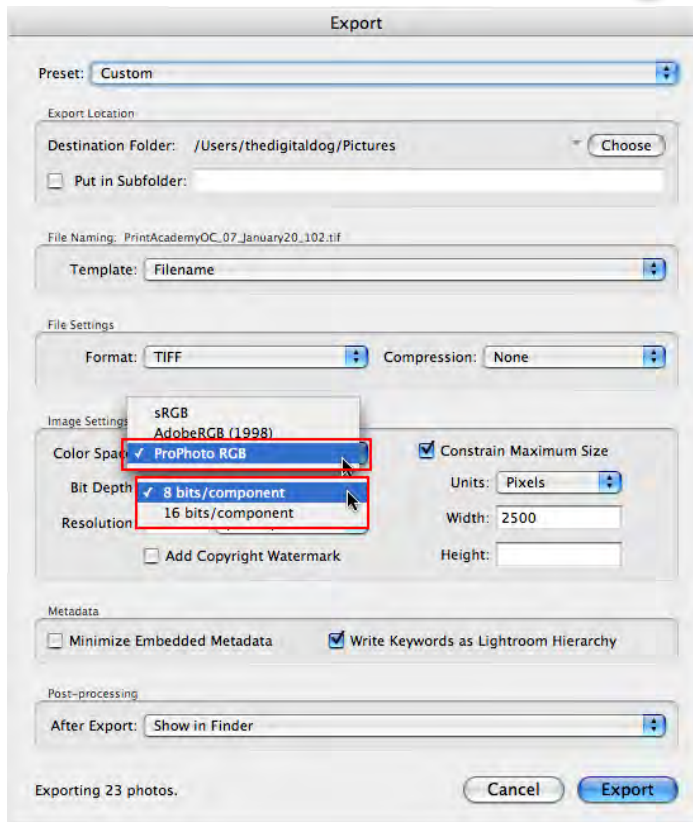 Export
Preset: Custom
Export Location
Destination Folder: /Users/thedigitaldog/Pictures Choose
Put in Subfolder:
File Naming: PrintAcademyOC_07_January20_102.tif
Template: Filename
File Settings
Format: TIFF Compression: None
Image Settings
sRGB
AdobeRGB (1998)
Color Spac ✓ ProPhoto RGB Constrain Maximum Size
Bit Depth ✓ 8 bits/component Units: Pixels
16 bits/component
Resolution Width: 2500
Add Copyright Watermark Height:
Metadata
Minimize Embedded Metadata Write Keywords as Lightroom Hierarchy
Post-processing
After Export: Show in Finder
Exporting 23 photos. Cancel Export